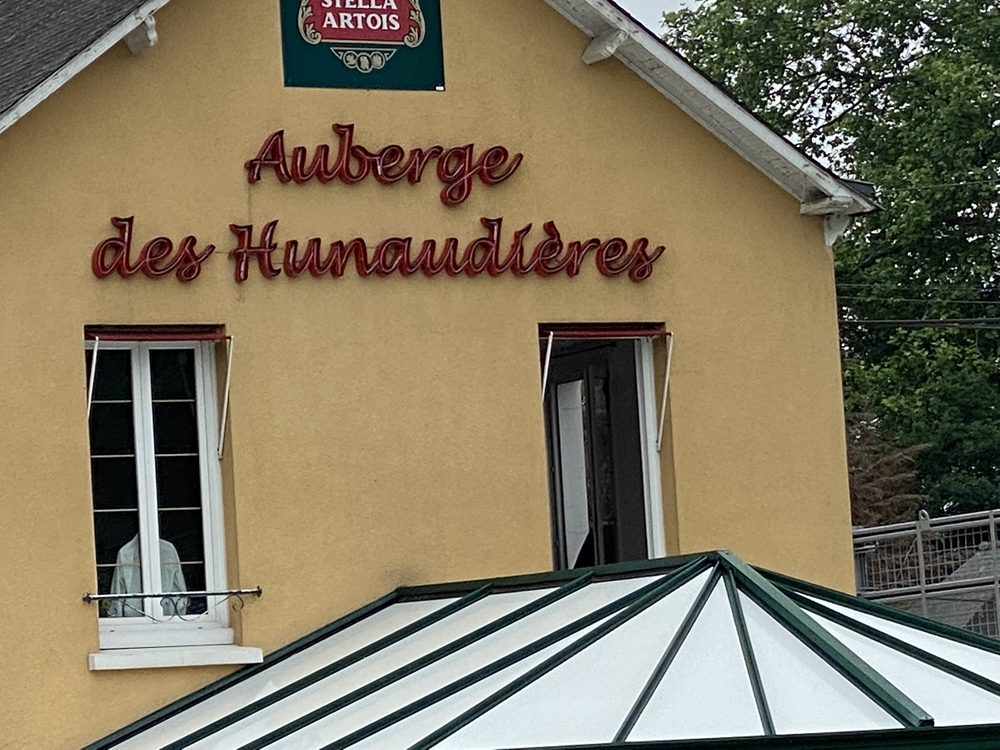 STELLA
ARTOIS
Auberge
des Hunaudières